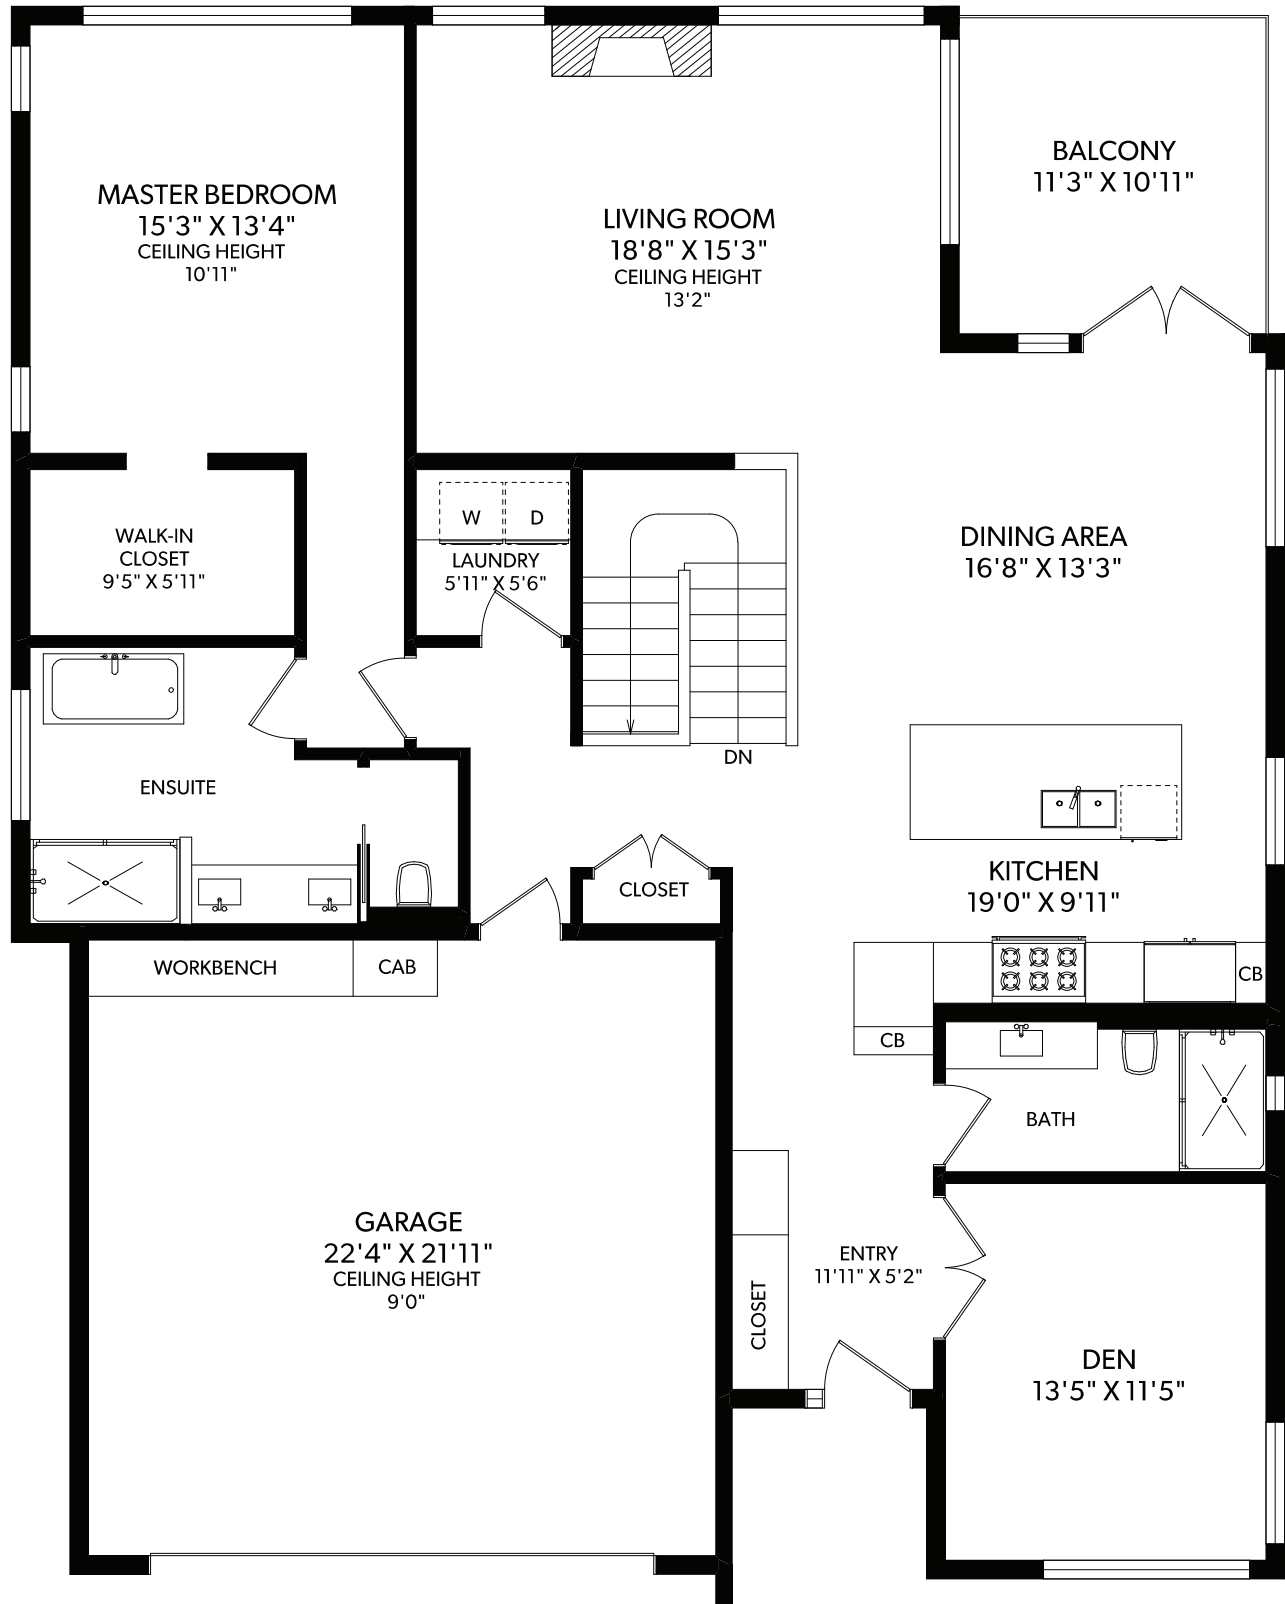 BALCONY
11'3" X 10'11"
MASTER BEDROOM
15'3" X 13'4"
CEILING HEIGHT
10'11"
LIVING ROOM
18'8" X 15'3"
CEILING HEIGHT
13'2"
WALK-IN
CLOSET
9'5" X 5'11"
W D
LAUNDRY
5'11" X 5'6"
DINING AREA
16'8" X 13'3"
DN
ENSUITE
CLOSET
KITCHEN
19'0" X 9'11"
WORKBENCH
CAB
CB
CB
BATH
GARAGE
22'4" X 21'11"
CEILING HEIGHT
9'0"
ENTRY
11'11" X 5'2"
CLOSET
DEN
13'5" X 11'5"